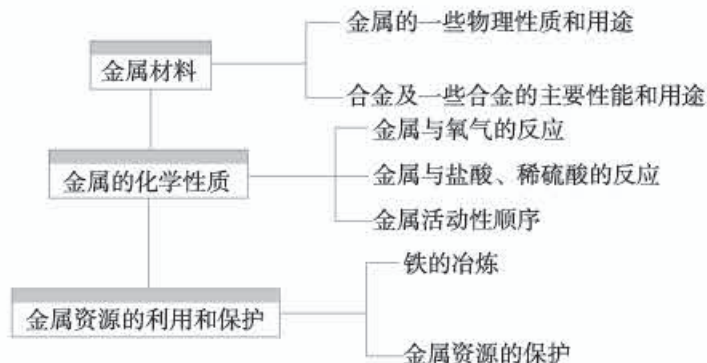 金属的一些物理性质和用途
金属材料
合金及一些合金的主要性能和用途
金属与氧气的反应
金属的化学性质
金属与盐酸、稀硫酸的反应
金属活动性顺序
铁的冶炼
金属资源的利用和保护
金属资源的保护